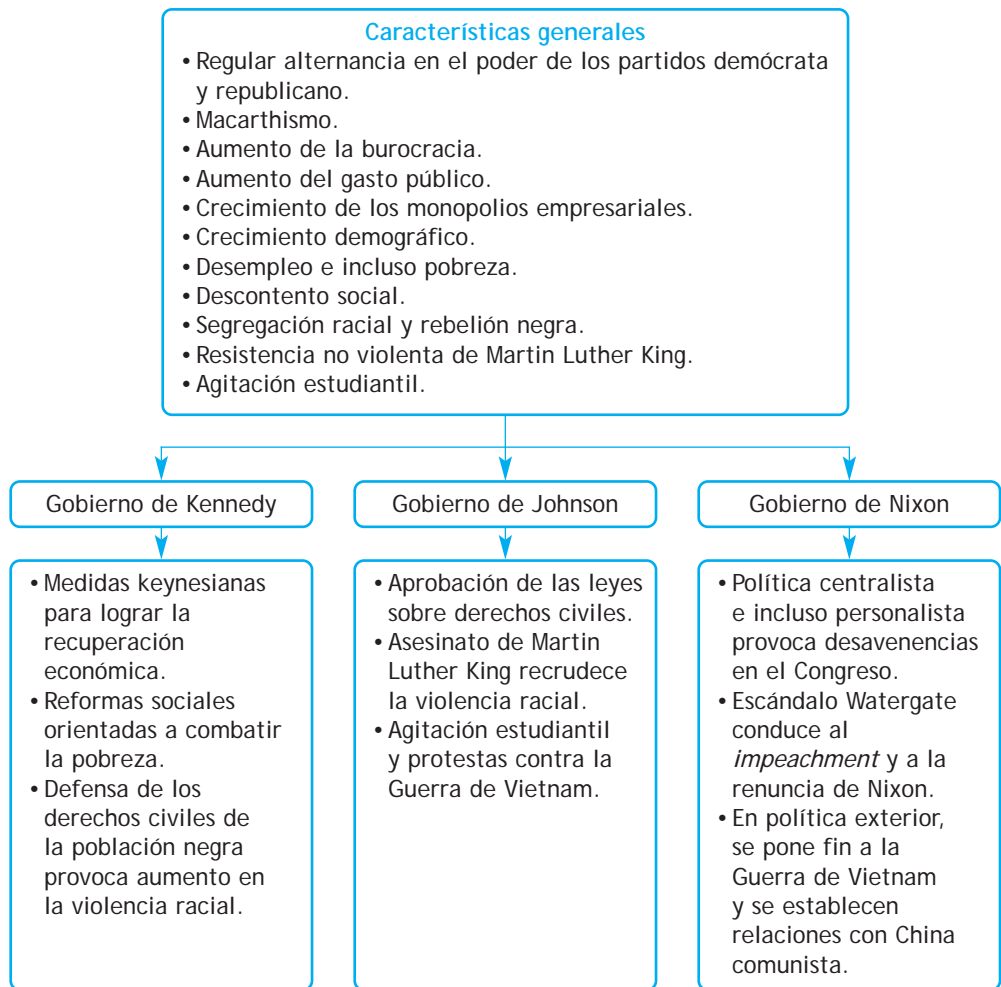 Características generales
• Regular alternancia en el poder de los partidos demócrata
y republicano.
• Macarthismo.
• Aumento de la burocracia.
• Aumento del gasto público.
• Crecimiento de los monopolios empresariales.
• Crecimiento demográfico.
• Desempleo e incluso pobreza.
• Descontento social.
• Segregación racial y rebelión negra.
• Resistencia no violenta de Martin Luther King.
• Agitación estudiantil.
Gobierno de Kennedy
• Medidas keynesianas
para lograr la
recuperación
económica.
• Reformas sociales
orientadas a combatir
la pobreza.
• Defensa de los
derechos civiles de
la población negra
provoca aumento en
la violencia racial.
Gobierno de Johnson
• Aprobación de las leyes
sobre derechos civiles.
• Asesinato de Martin
Luther King recrudece
la violencia racial.
• Agitación estudiantil
y protestas contra la
Guerra de Vietnam.
Gobierno de Nixon
• Política centralista
e incluso personalista
provoca desavenencias
en el Congreso.
• Escándalo Watergate
conduce al
impeachment y a la
renuncia de Nixon.
• En política exterior,
se pone fin a la
Guerra de Vietnam
y se establecen
relaciones con China
comunista.